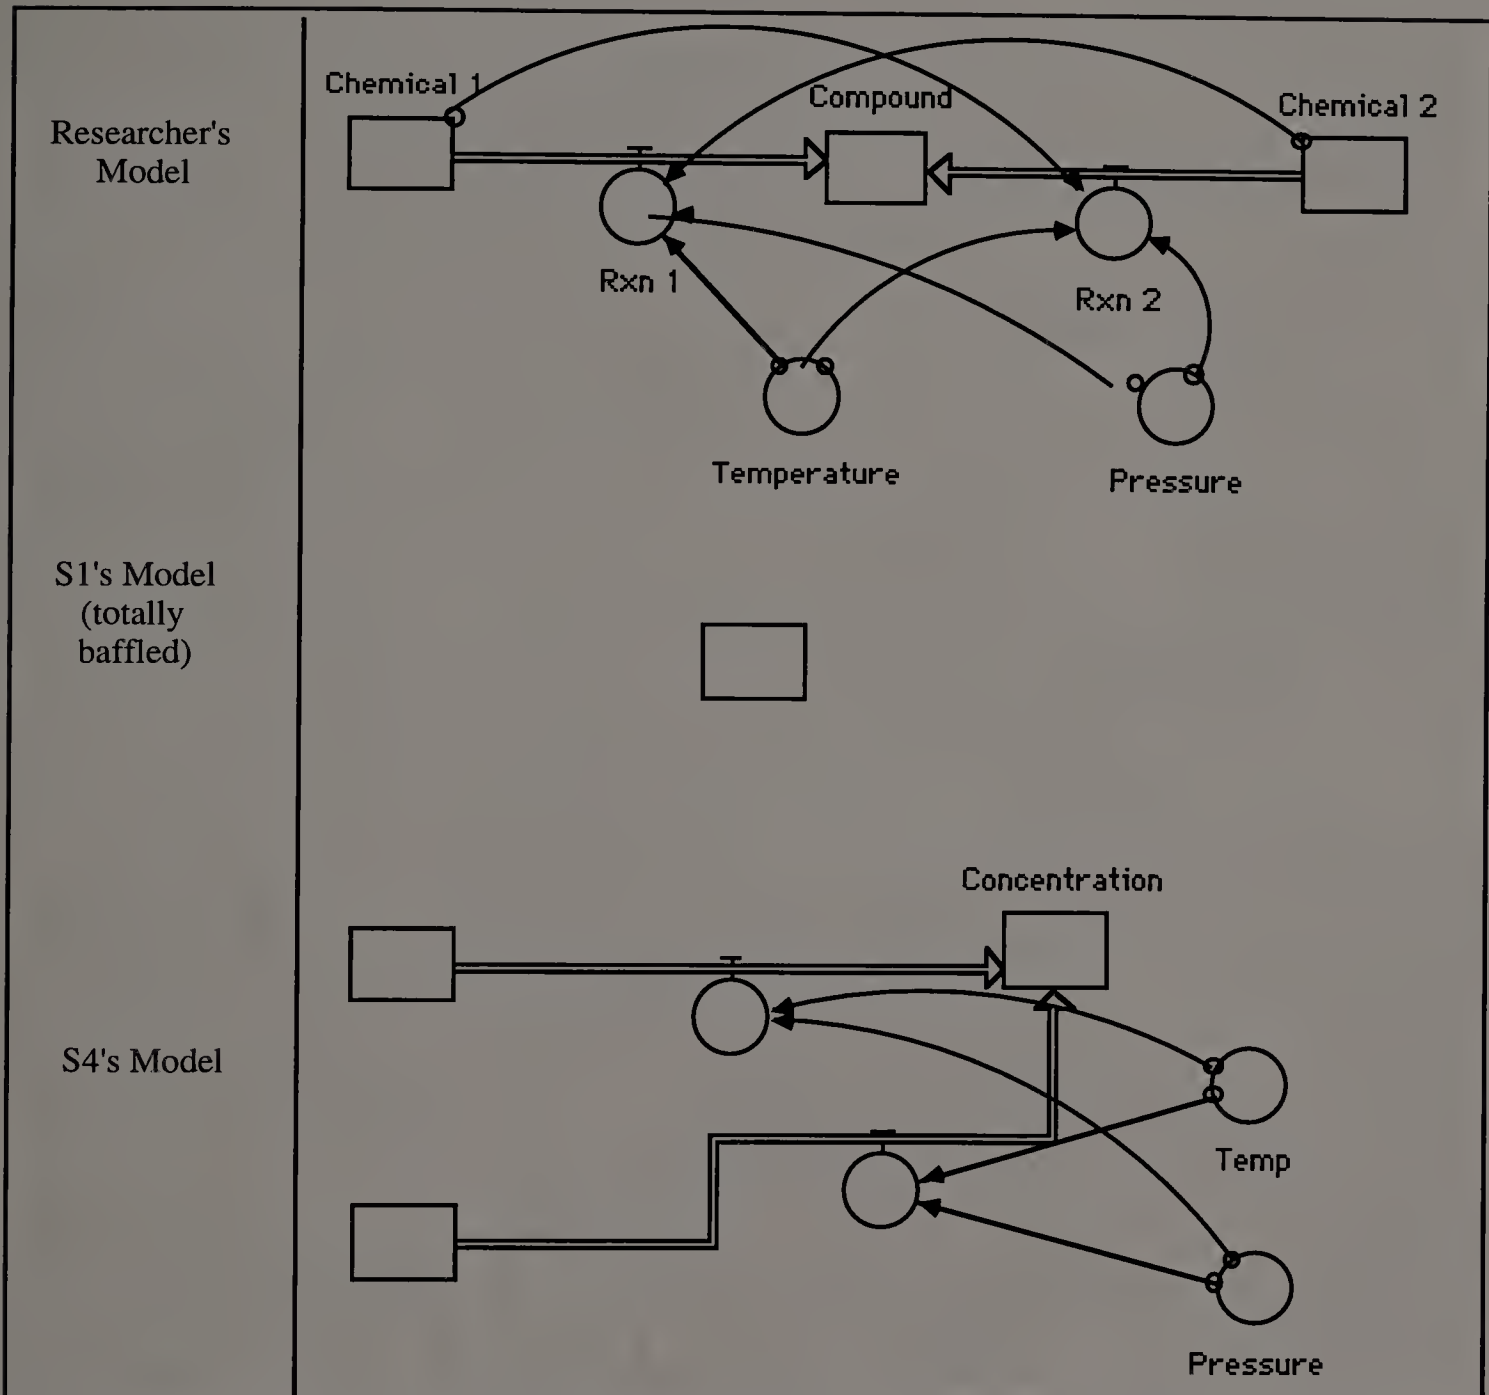 Researcher's
Model
Chemical 1
Compound
Chemical 2
Rxn 1
Rxn 2
Temperature
Pressure
S1's Model
(totally
baffled)
S4's Model
Concentration
Temp
Pressure